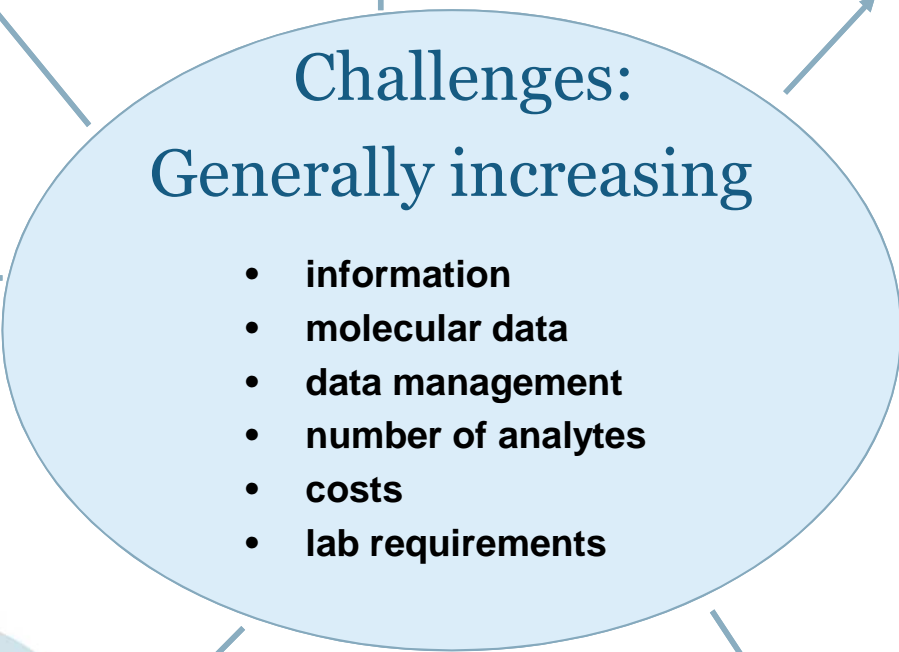 Challenges:
Generally increasing
• information
• molecular data
• data management
• number of analytes
• costs
• lab requirements